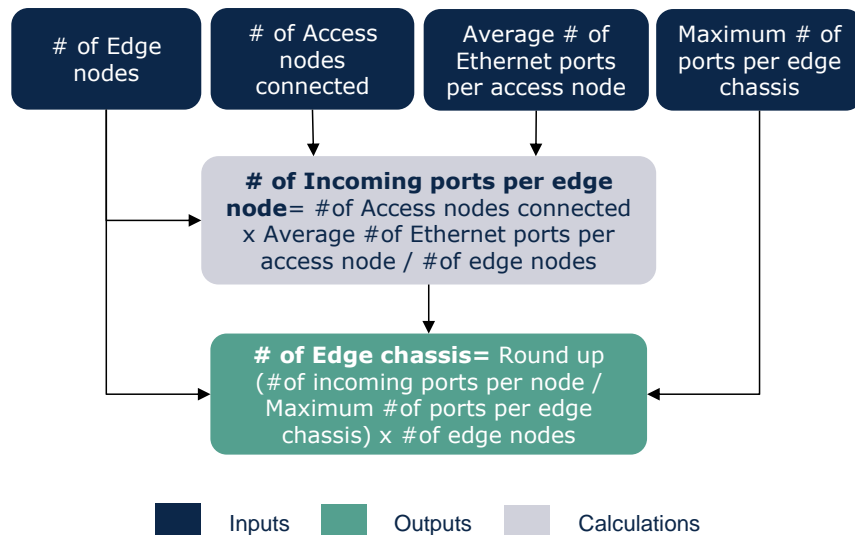 # of Edge
nodes
# of Access
nodes
connected
Average # of
Ethernet ports
per access node
Maximum # of
ports per edge
chassis
# of Incoming ports per edge
node= #of Access nodes connected
x Average #of Ethernet ports per
access node / #of edge nodes
# of Edge chassis= Round up
(#of incoming ports per node /
Maximum #of ports per edge
chassis) x #of edge nodes
Inputs
Outputs
Calculations